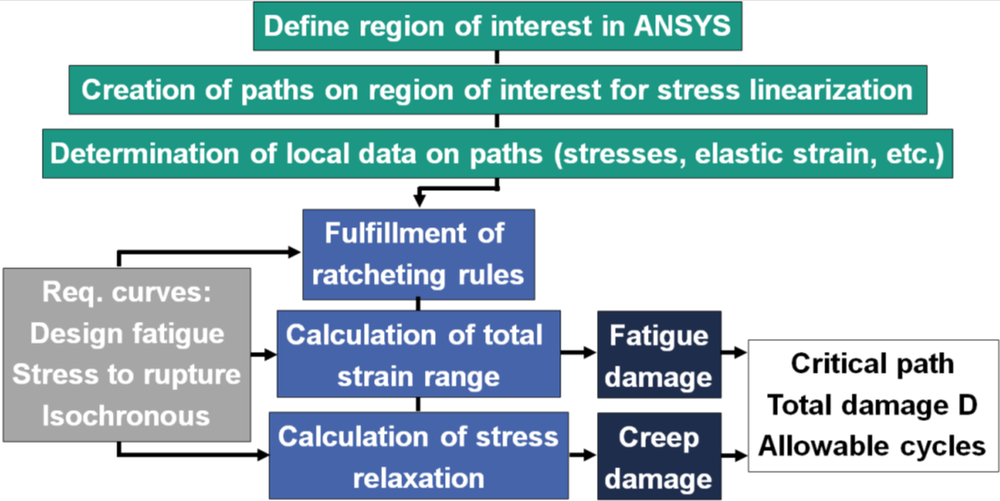 Define region of interest in ANSYS
Creation of paths on region of interest for stress linearization
Determination of local data on paths (stresses, elastic strain, etc.)
Fulfillment of
ratcheting rules
Req. curves:
Design fatigue
Stress to rupture
Isochronous
Calculation of total
strain range
Fatigue
damage
Calculation of stress
relaxation
Creep
damage
Critical path
Total damage D
Allowable cycles